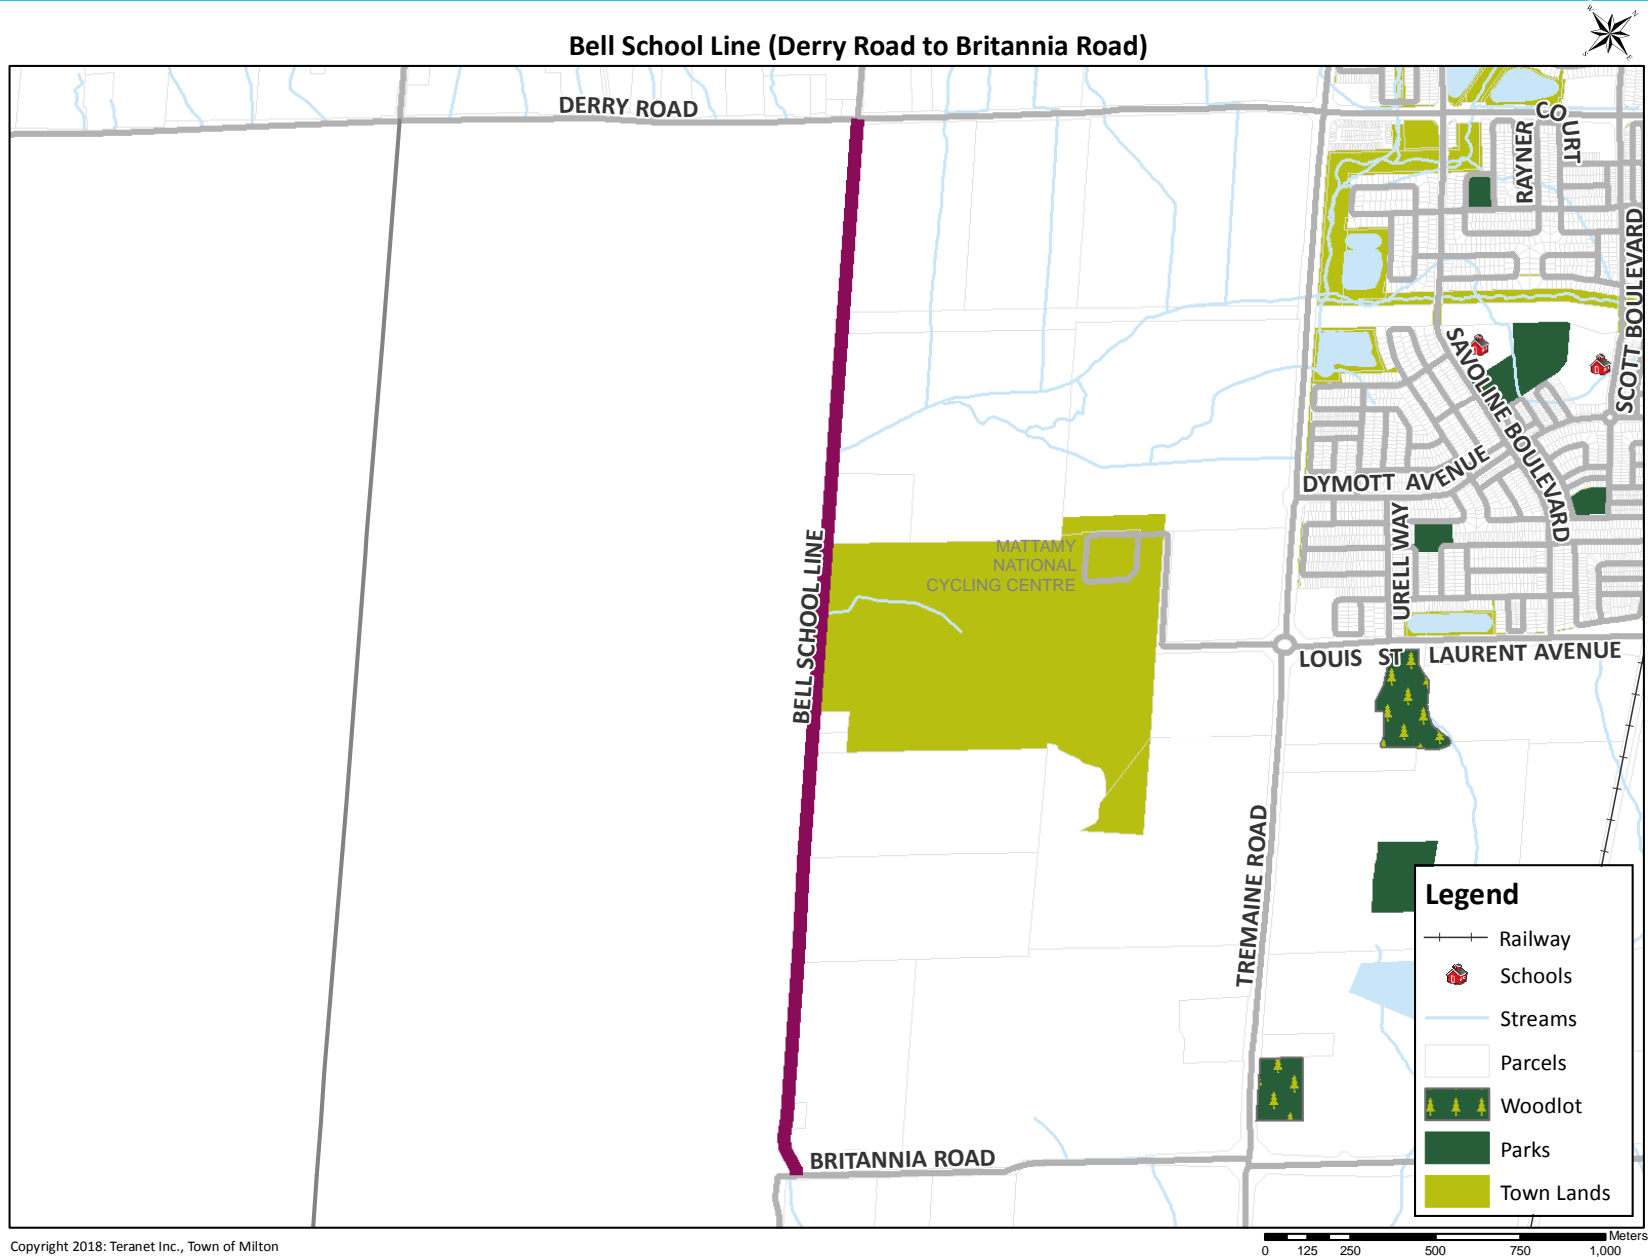 Bell School Line (Derry Road to Britannia Road)
W N
S E
DERRY ROAD
RAYNER COURT
SCOTT BOULEVARD
SAVOLINE BOULEVARD
DYMOTT AVENUE
URELL WAY
BELL SCHOOL LINE
MATTAMY
NATIONAL
CYCLING CENTRE
LOUIS ST LAURENT AVENUE
TREMAINE ROAD
BRITANNIA ROAD
Legend
Railway
Schools
Streams
Parcels
Woodlot
Parks
Town Lands
Copyright 2018: Teranet Inc., Town of Milton
Meters
0 125 250 500 750 1,000